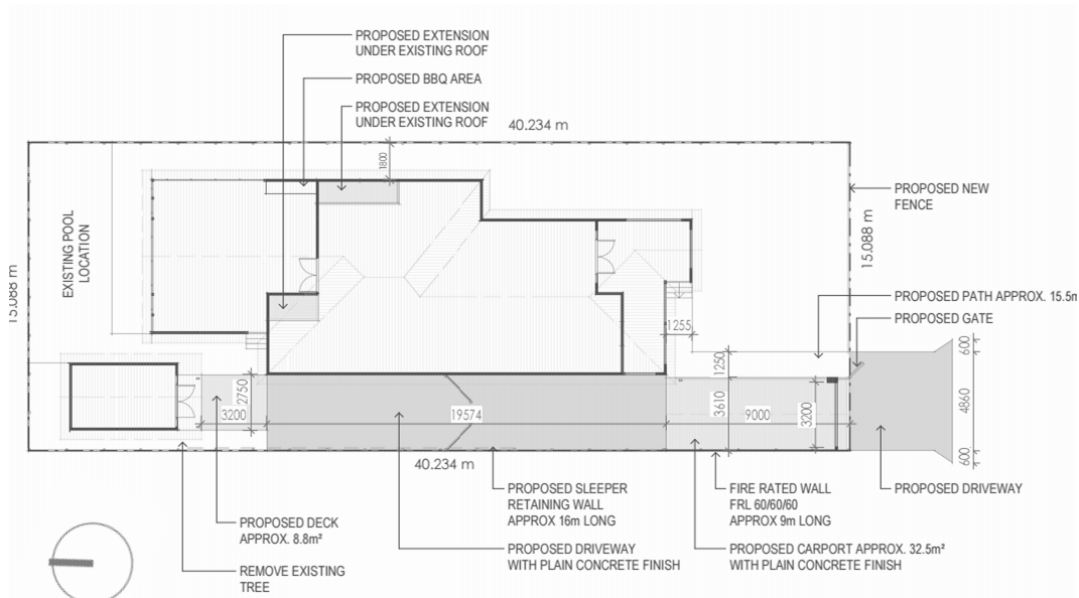 PROPOSED EXTENSION
UNDER EXISTING ROOF
PROPOSED BBQ AREA
PROPOSED EXTENSION
UNDER EXISTING ROOF
40.234 m
1800
PROPOSED NEW
FENCE
15.088 m
EXISTING POOL
LOCATION
15.088 m
PROPOSED PATH APPROX. 15.5m
PROPOSED GATE
1255
600
1250
2750
3610
4860
3200
19574
9000
3200
600
40.234 m
PROPOSED DECK
APPROX. 8.8m²
REMOVE EXISTING
TREE
PROPOSED SLEEPER
RETAINING WALL
APPROX 16m LONG
PROPOSED DRIVEWAY
WITH PLAIN CONCRETE FINISH
FIRE RATED WALL
FRL 60/60/60
APPROX 9m LONG
PROPOSED CARPORT APPROX. 32.5m²
WITH PLAIN CONCRETE FINISH
PROPOSED DRIVEWAY